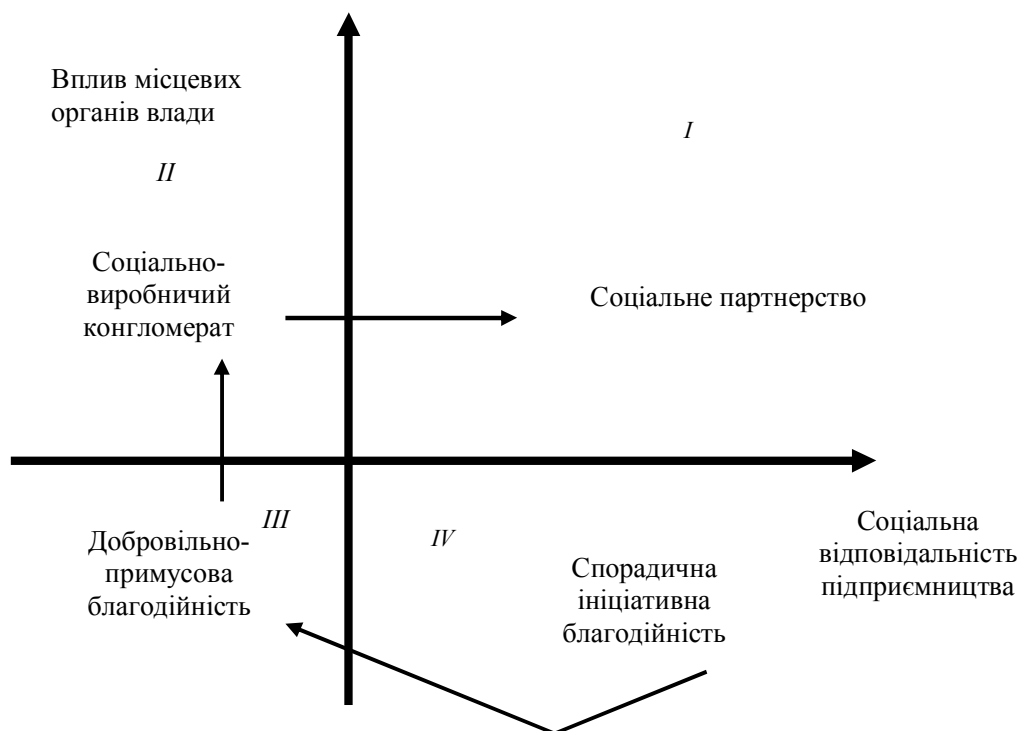 Вплив місцевих
органів влади
I
II
Соціально-
виробничий
конгломерат
Соціальне партнерство
III
Добровільно-
примусова
благодійність
IV
Спорадична
ініціативна
благодійність
Соціальна
відповідальність
підприємництва